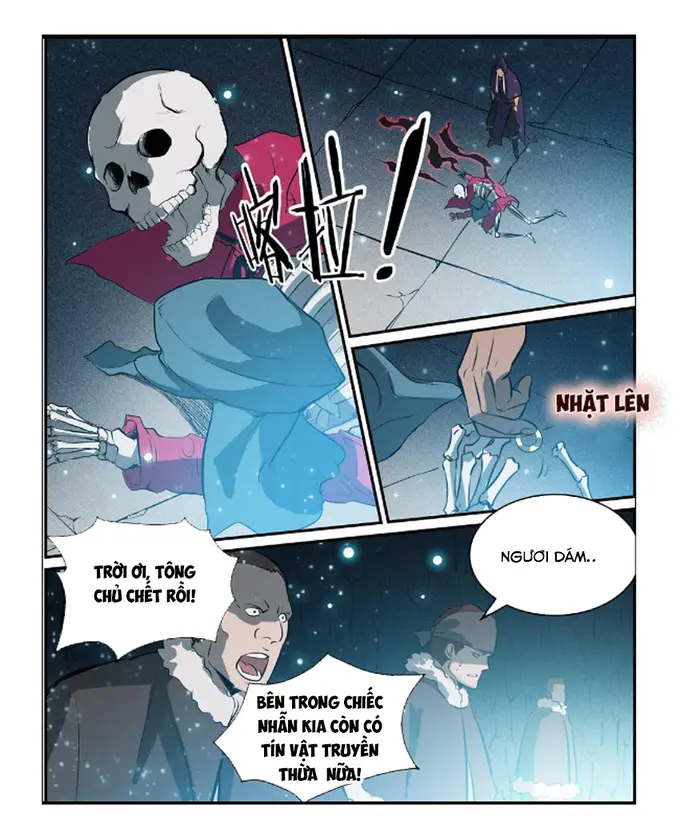 喀拉!
NHẶT LÊN
TRỜI ƠI, TÔNG
CHỦ CHẾT RỒI!
NGƯƠI DÁM..
BÊN TRONG CHIẾC
NHẪN KIA CÒN CÓ
TÍN VẬT TRUYỀN
THỪA NỮA!